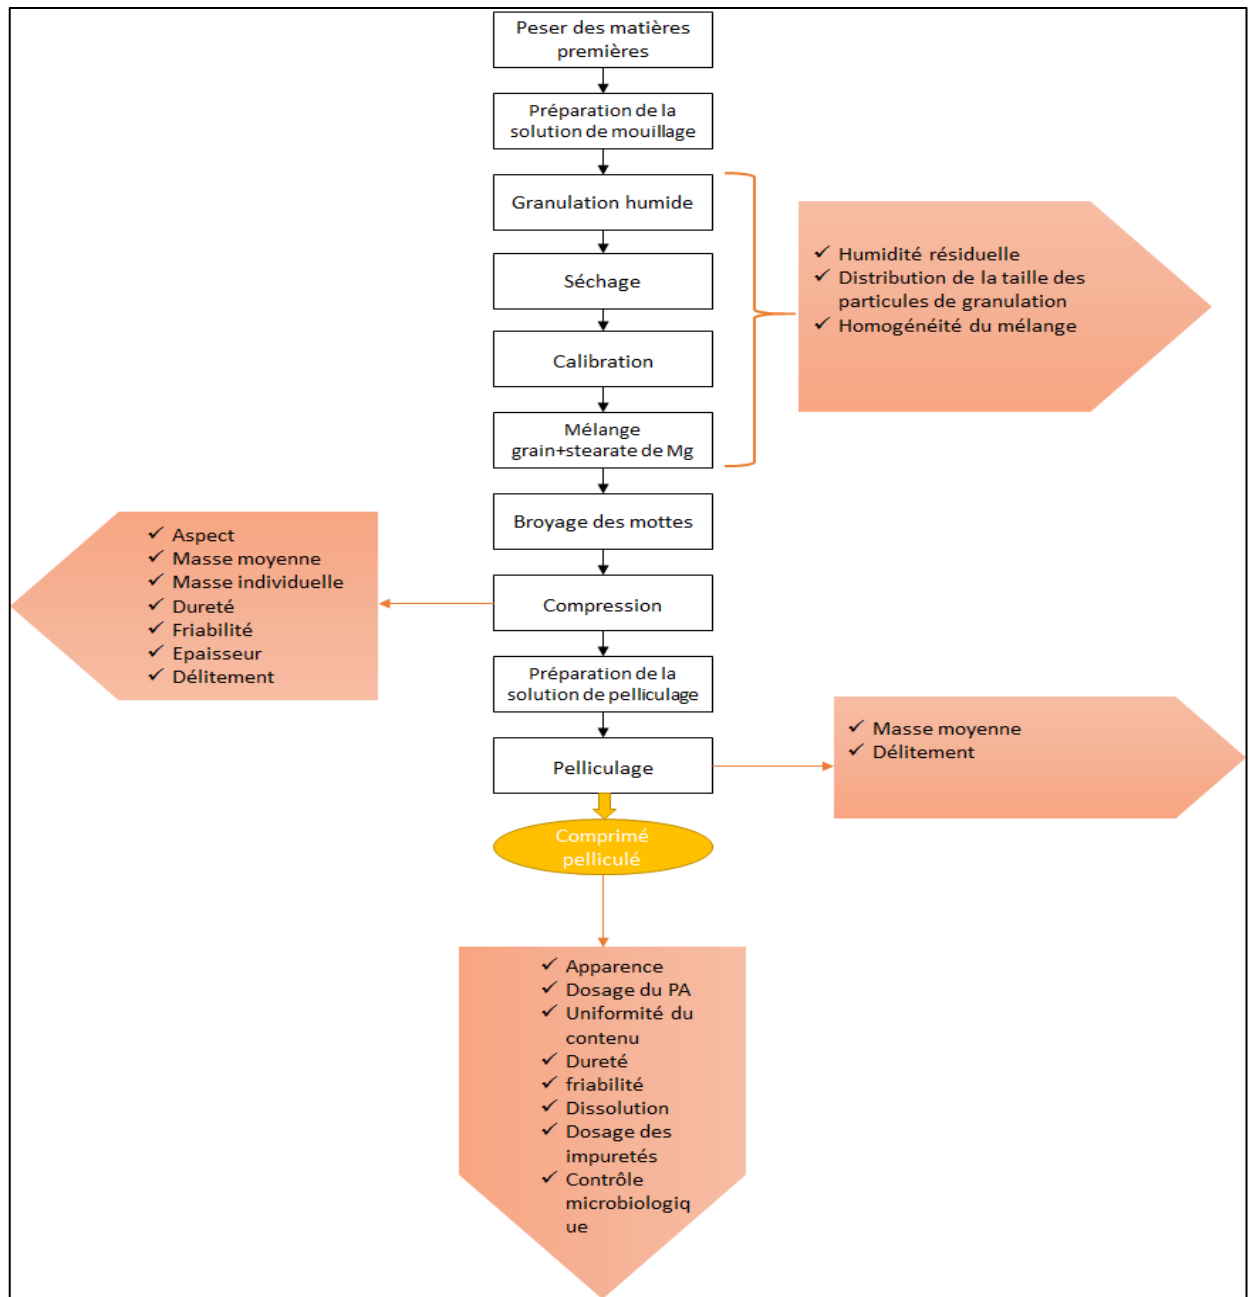 Peser des matières
premières
Préparation de la
solution de mouillage
Granulation humide
Séchage
Calibration
Mélange
grain+stearate de Mg
✓ Humidité résiduelle
✓ Distribution de la taille des
particules de granulation
✓ Homogénéité du mélange
Broyage des mottes
Compression
✓ Aspect
✓ Masse moyenne
✓ Masse individuelle
✓ Dureté
✓ Friabilité
✓ Epaisseur
✓ Délitement
Préparation de la
solution de pelliculage
Pelliculage
✓ Masse moyenne
✓ Délitement
Comprimé
pelliculé
✓ Apparence
✓ Dosage du PA
✓ Uniformité du
contenu
✓ Dureté
✓ friabilité
✓ Dissolution
✓ Dosage des
impuretés
✓ Contrôle
microbiologiq
ue